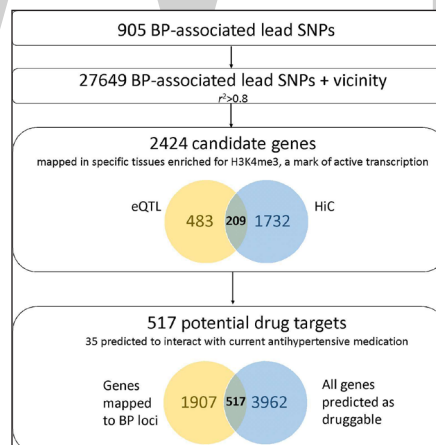 905 BP-associated lead SNPs
27649 BP-associated lead SNPs + vicinity
r²>0.8
2424 candidate genes
mapped in specific tissues enriched for H3K4me3, a mark of active transcription
eQTL
HiC
483
209
1732
517 potential drug targets
35 predicted to interact with current antihypertensive medication
Genes
mapped
to BP loci
1907
517
3962
All genes
predicted as
druggable